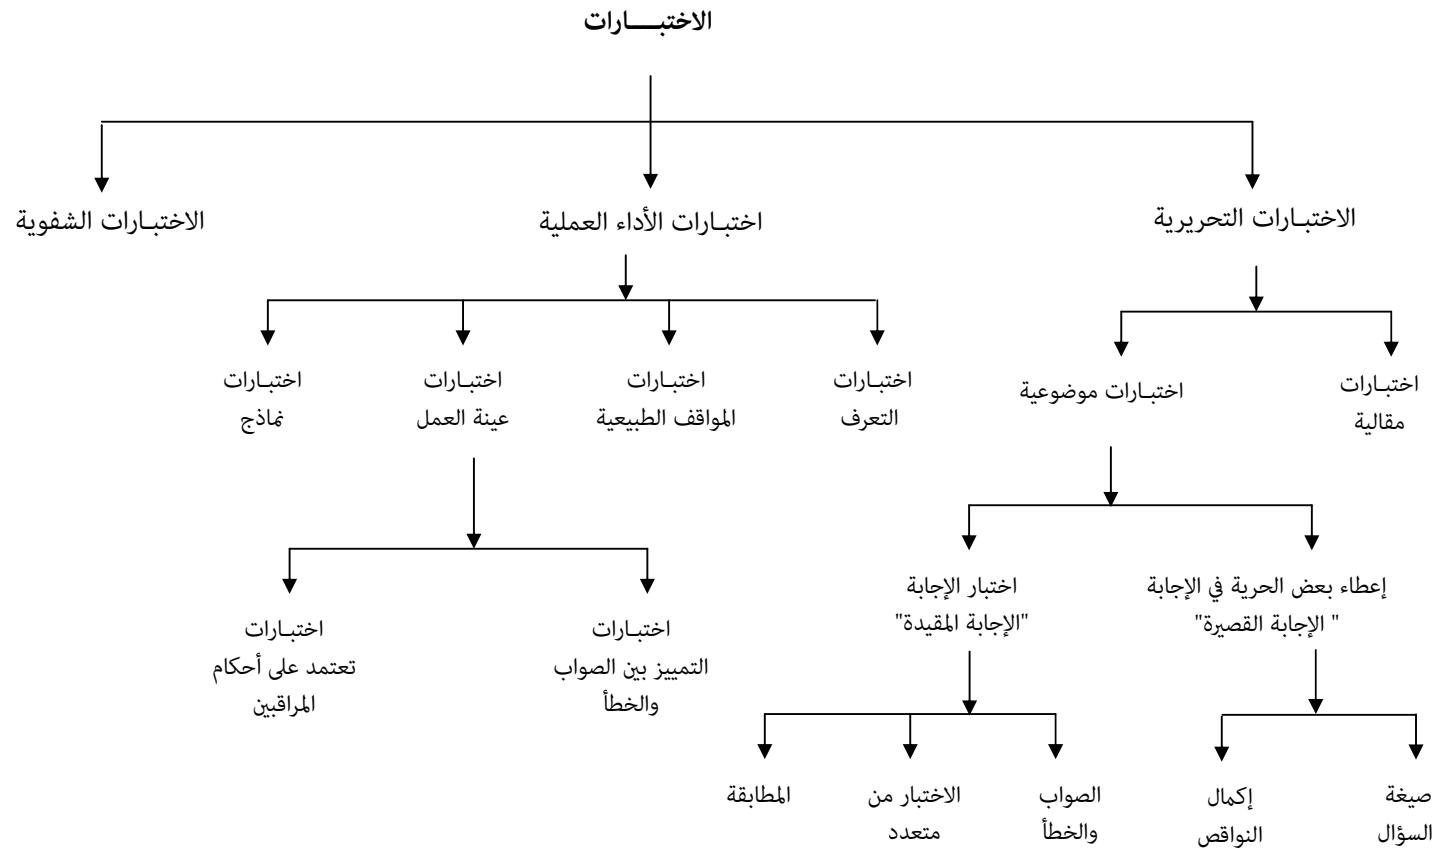 الاختبــــارات
الاختبـارات التحريرية
اختبـارات الأداء العملية
الاختبـارات الشفوية
اختبـارات
مقالية
اختبـارات موضوعية
اختبـارات
التعرف
اختبـارات
المواقف الطبيعية
اختبـارات
عينة العمل
اختبـارات
نماذج
إعطاء بعض الحرية في الإجابة
" الإجابة القصيرة"
اختبار الإجابة
"الإجابة المقيدة"
اختبـارات
التمييز بين الصواب
والخطأ
اختبـارات
تعتمد على أحكام
المراقبين
صيغة
السؤال
إكمال
النواقص
الصواب
والخطأ
الاختبار من
متعدد
المطابقة